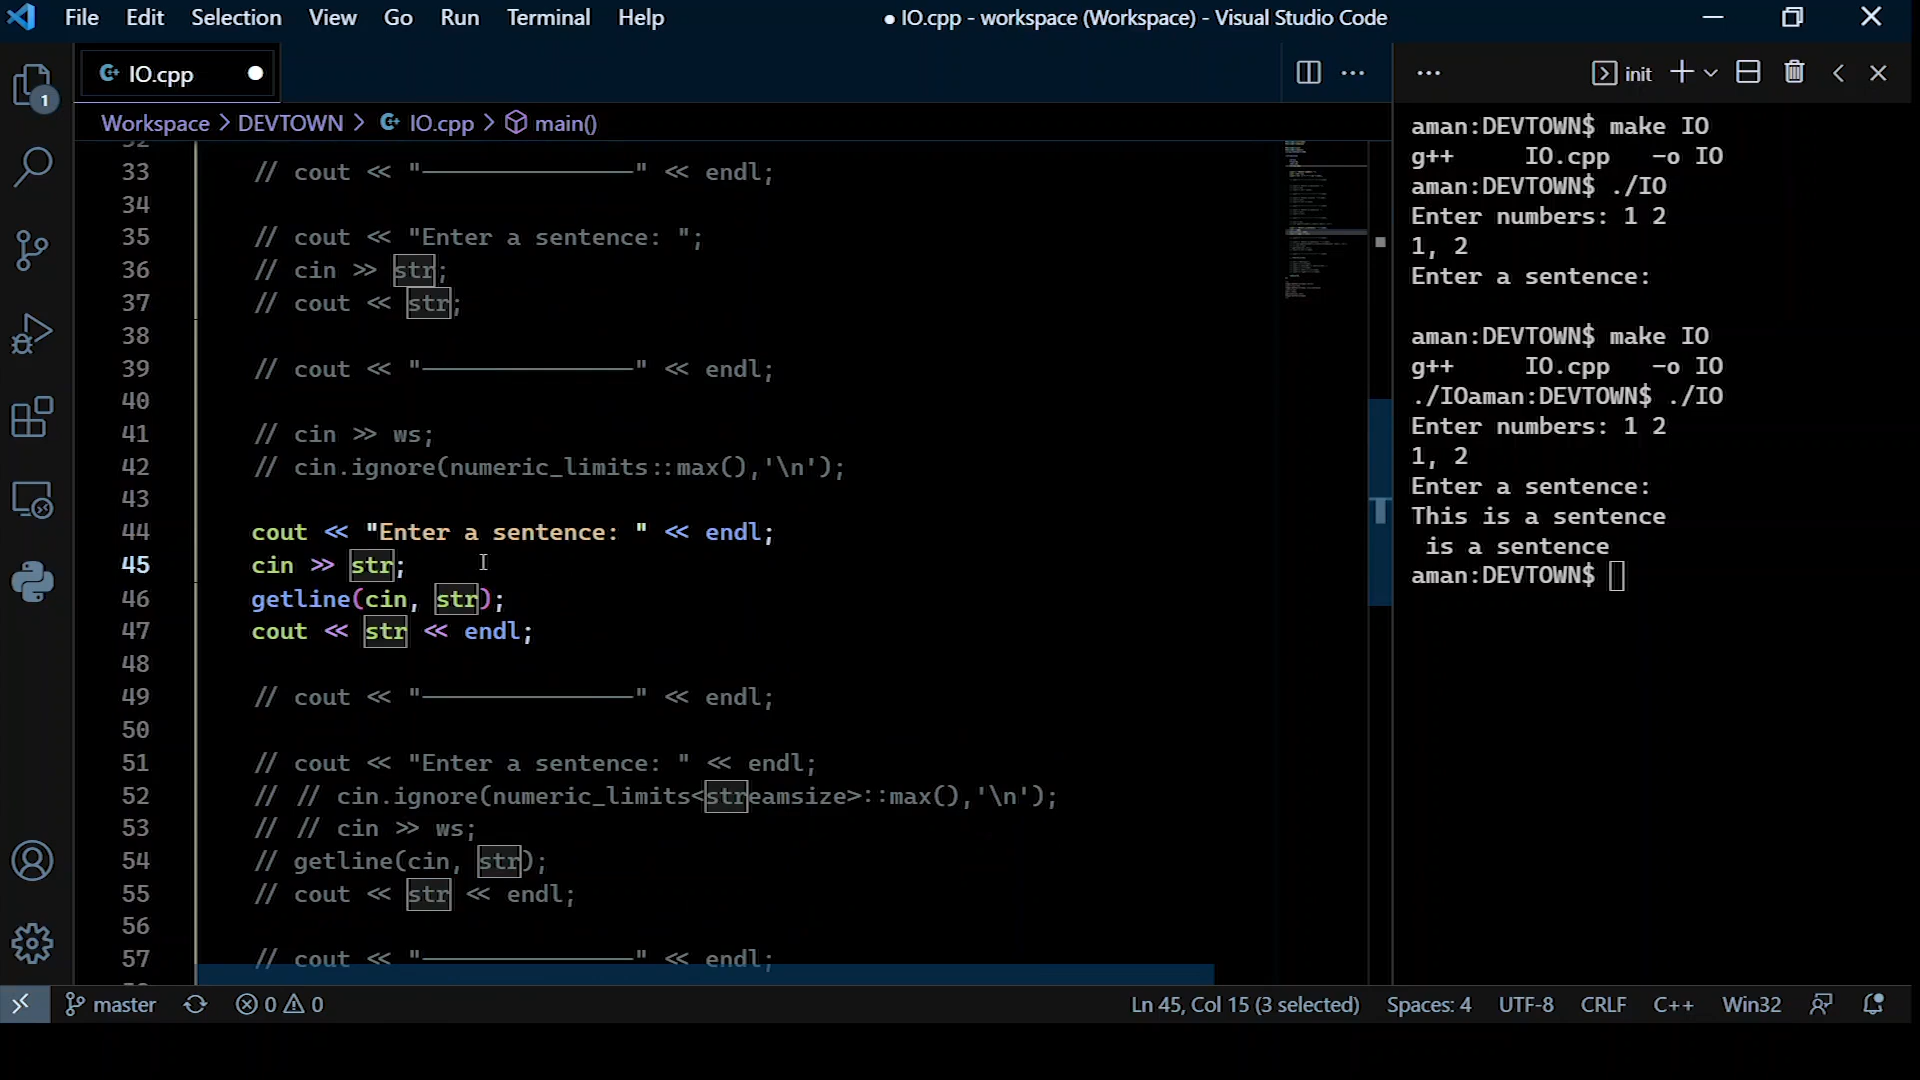 File Edit Selection View Go Run Terminal Help ● IO.cpp - workspace (Workspace) - Visual Studio Code
IO.cpp
Workspace > DEVTOWN > IO.cpp > main()
1
33 // cout << "———————————————" << endl;
34
35 // cout << "Enter a sentence: ";
36 // cin >> str;
37 // cout << str;
38
39 // cout << "———————————————" << endl;
40
41 // cin >> ws;
42 // cin.ignore(numeric_limits::max(),'\n');
43
44 cout << "Enter a sentence: " << endl;
45 cin >> str;
46 getline(cin, str);
47 cout << str << endl;
48
49 // cout << "———————————————" << endl;
50
51 // cout << "Enter a sentence: " << endl;
52 // // cin.ignore(numeric_limits<streamsize>::max(),'\n');
53 // // cin >> ws;
54 // getline(cin, str);
55 // cout << str << endl;
56
57 // cout << "———————————————" << endl;
init
aman:DEVTOWN$ make IO
g++     IO.cpp   -o IO
aman:DEVTOWN$ ./IO
Enter numbers: 1 2
1, 2
Enter a sentence:
aman:DEVTOWN$ make IO
g++     IO.cpp   -o IO
./IOaman:DEVTOWN$ ./IO
Enter numbers: 1 2
1, 2
Enter a sentence:
This is a sentence
 is a sentence
aman:DEVTOWN$
master 0 0 Ln 45, Col 15 (3 selected) Spaces: 4 UTF-8 CRLF C++ Win32